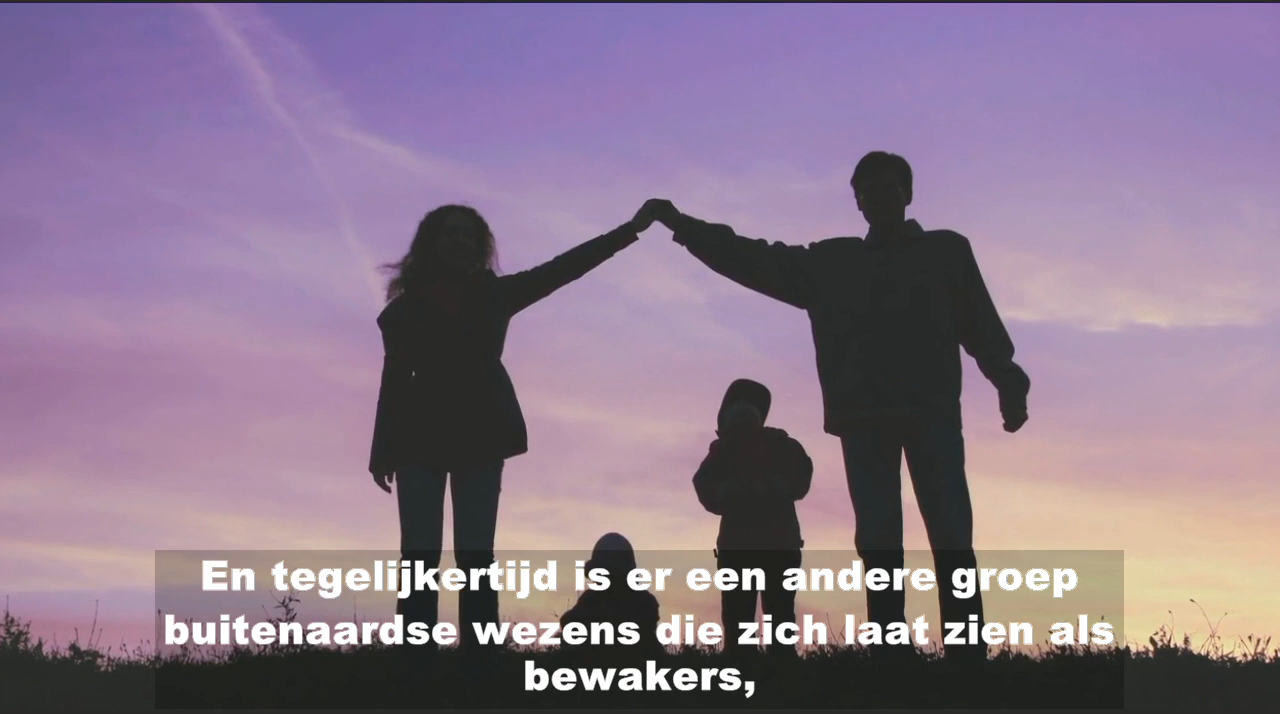 En tegelijkertijd is er een andere groep
buitenaardse wezens die zich laat zien als
bewakers,